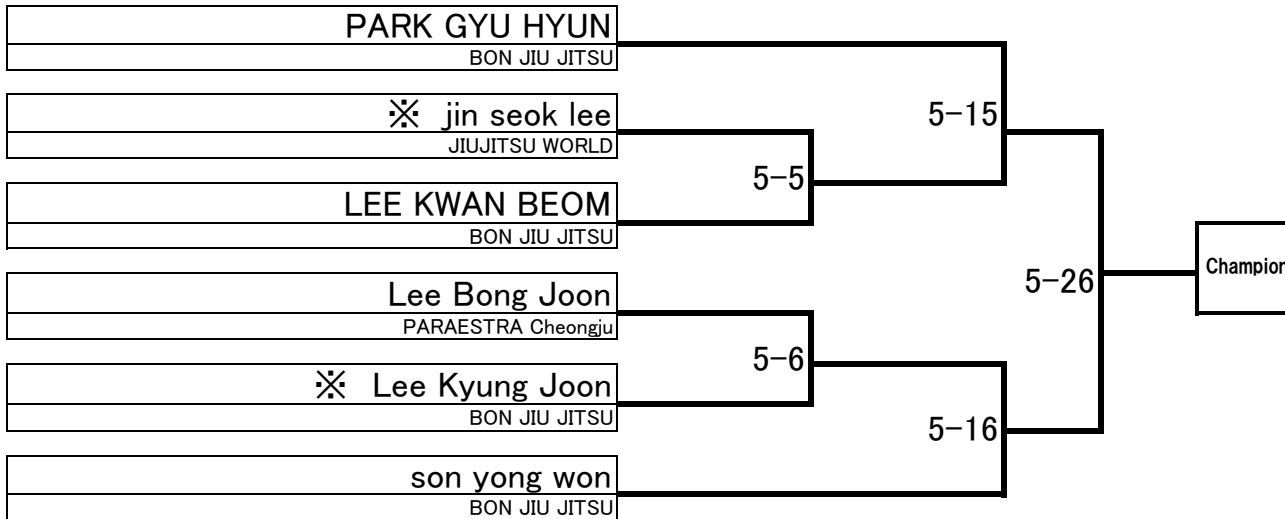 PARK GYU HYUN
BON JIU JITSU
※ jin seok lee
JIUJITSU WORLD
5-15
5-5
LEE KWAN BEOM
BON JIU JITSU
Champion
5-26
Lee Bong Joon
PARAESTRA Cheongju
5-6
※ Lee Kyung Joon
BON JIU JITSU
5-16
son yong won
BON JIU JITSU